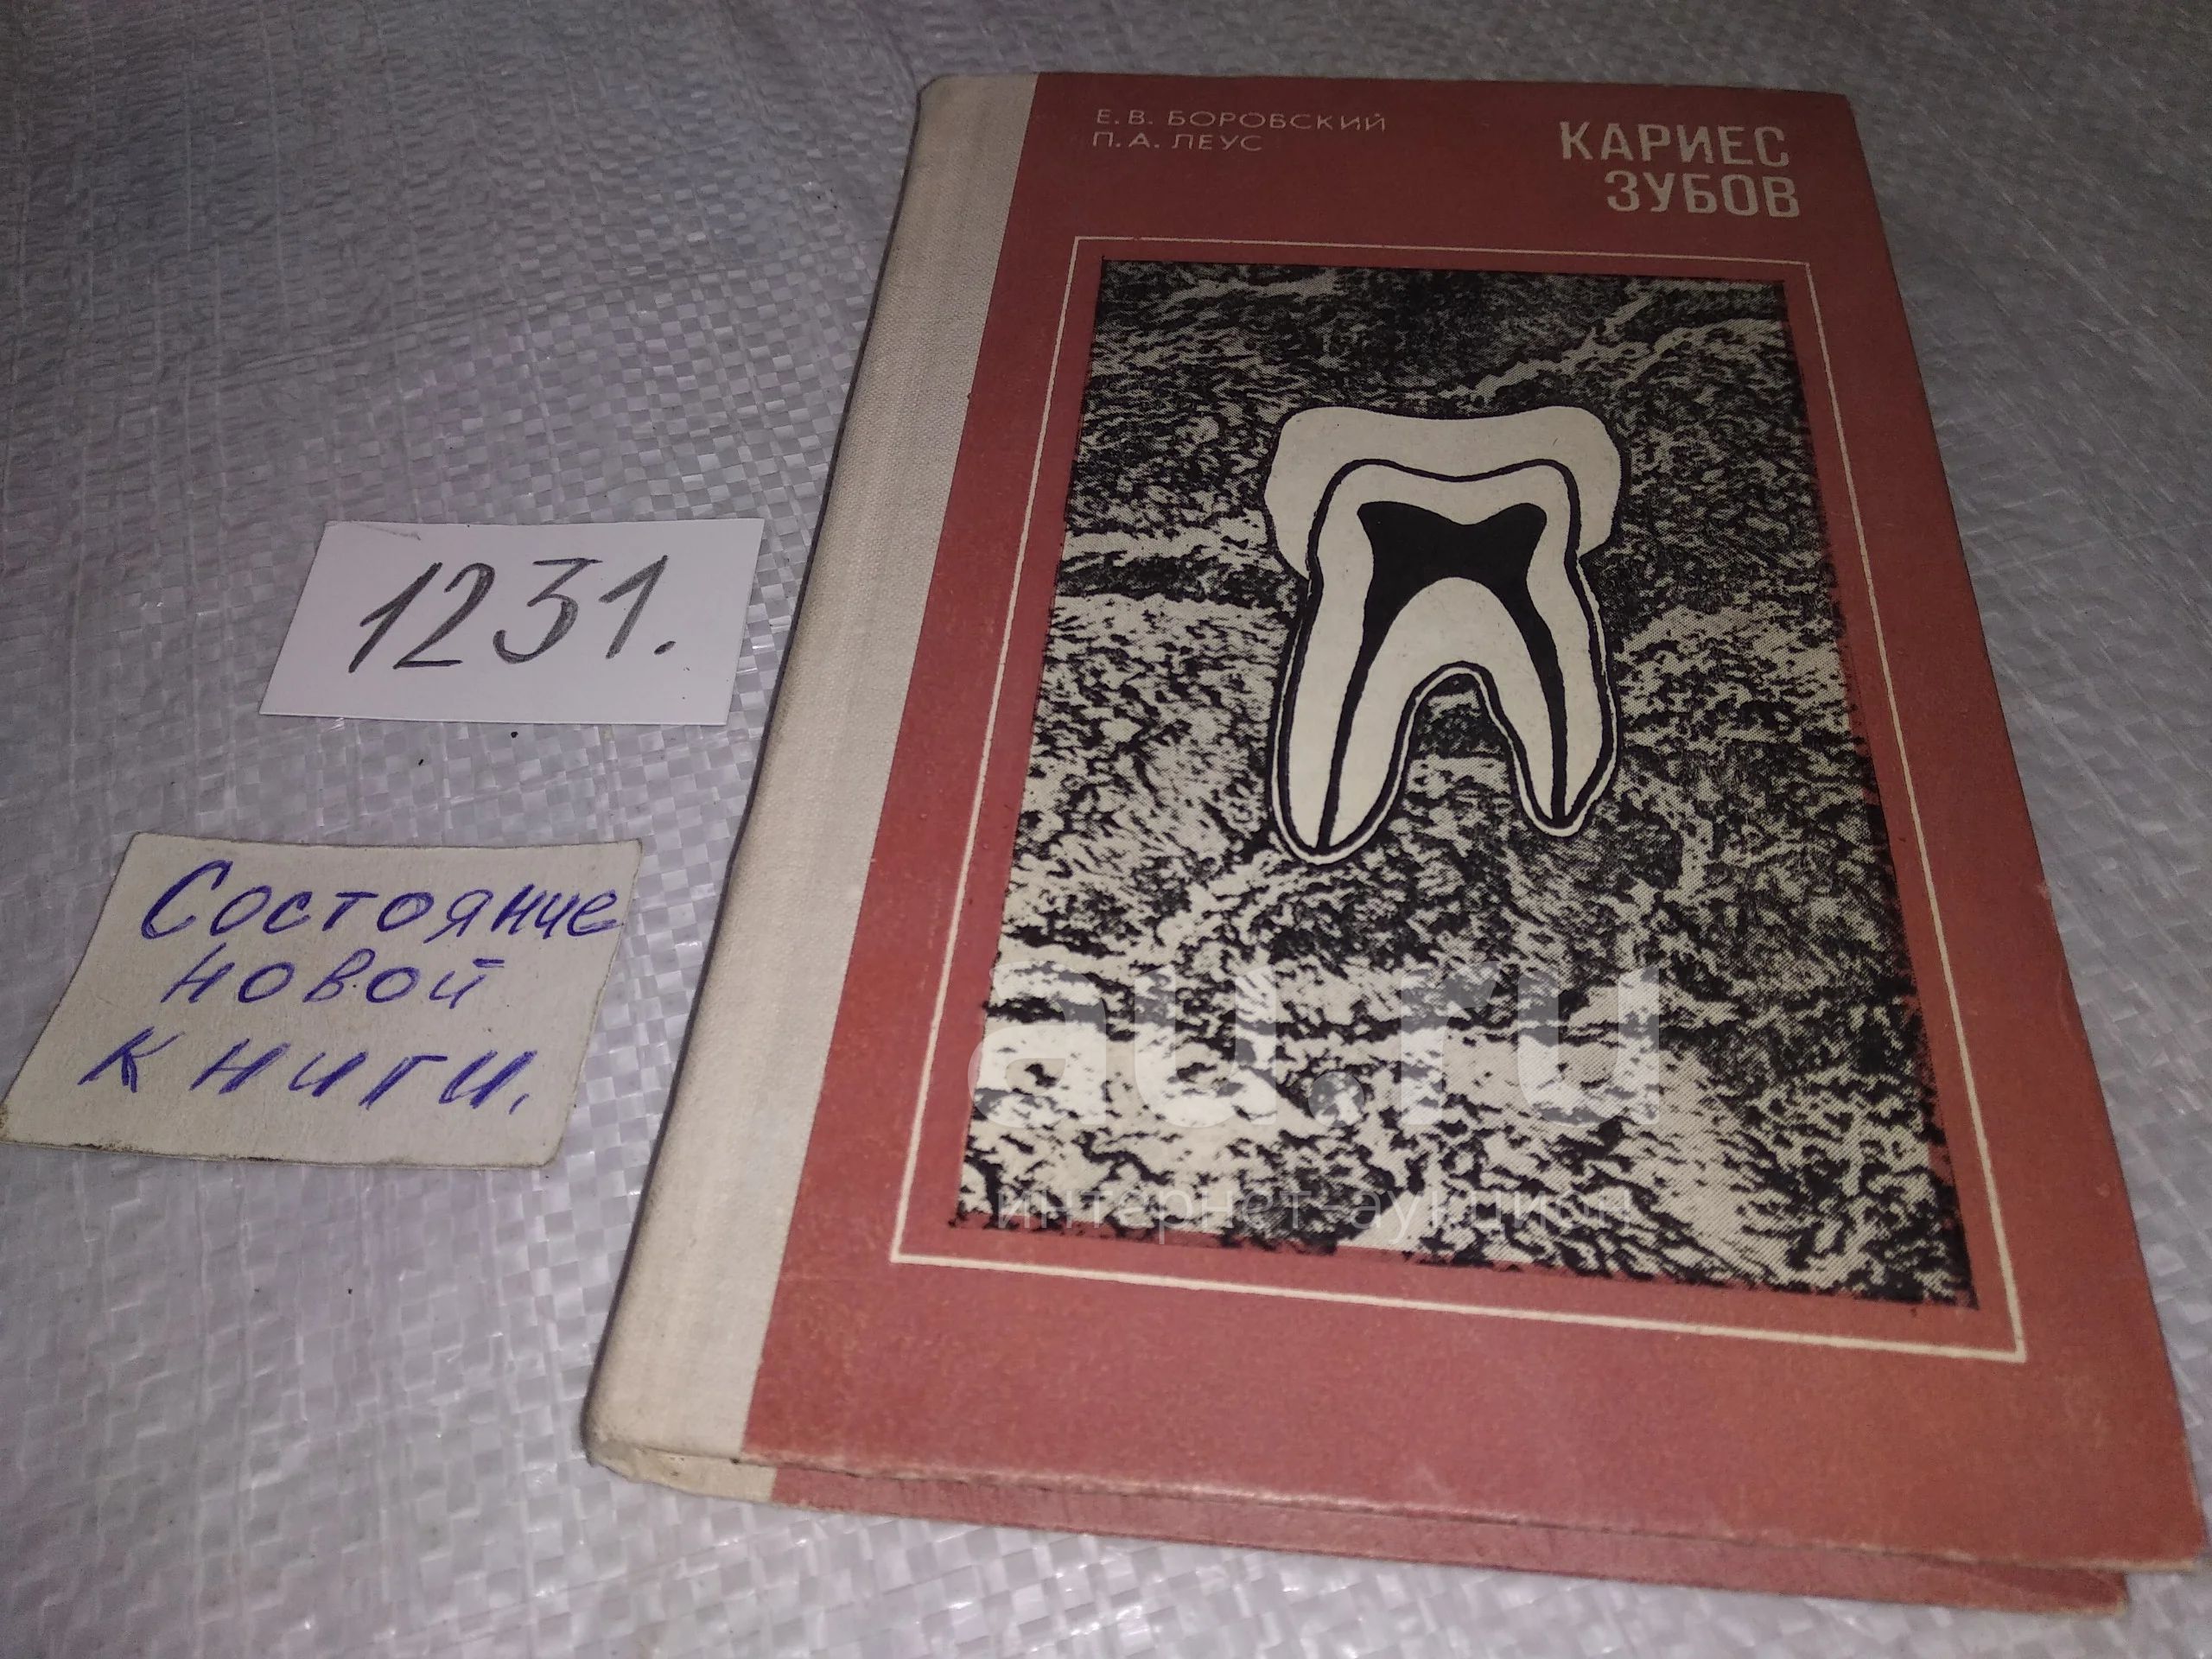 Е. В. БОРОВСКИЙ
П. А. ЛЕУС
КАРИЕС
ЗУБОВ
1231.
Состояние
новой
книги.
au.ru
интернет-аукцион